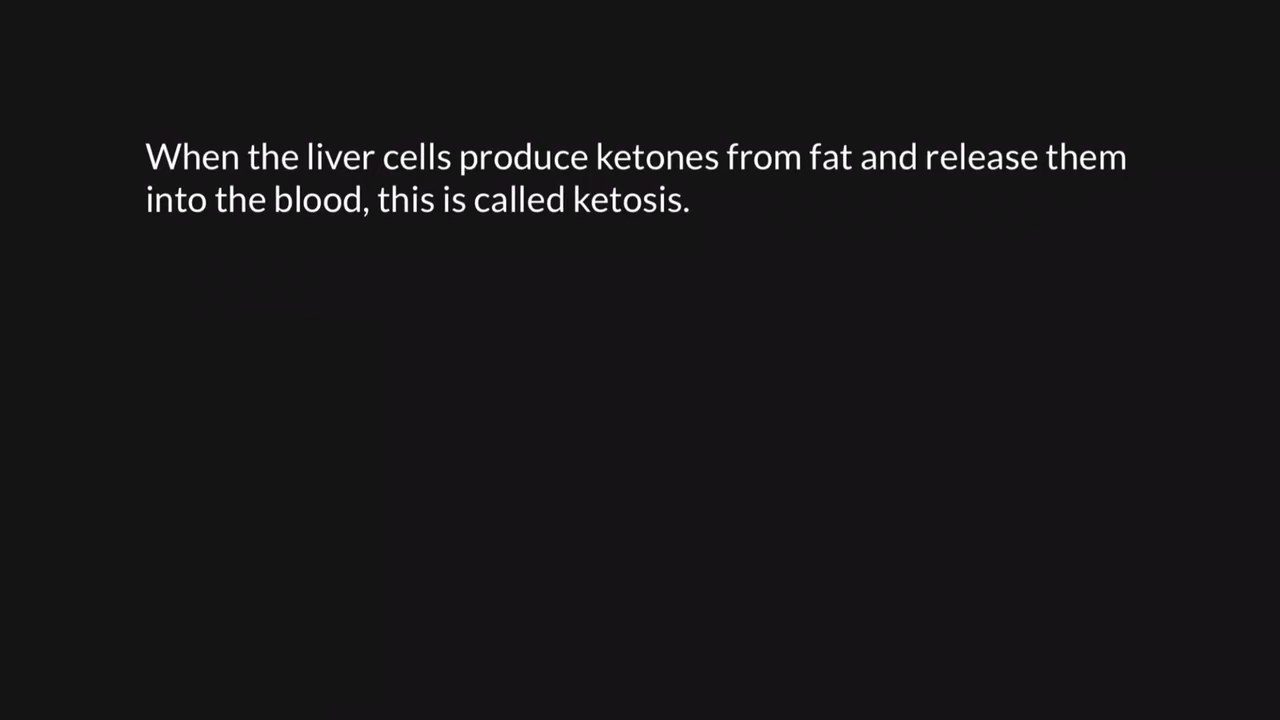 When the liver cells produce ketones from fat and release them
into the blood, this is called ketosis.